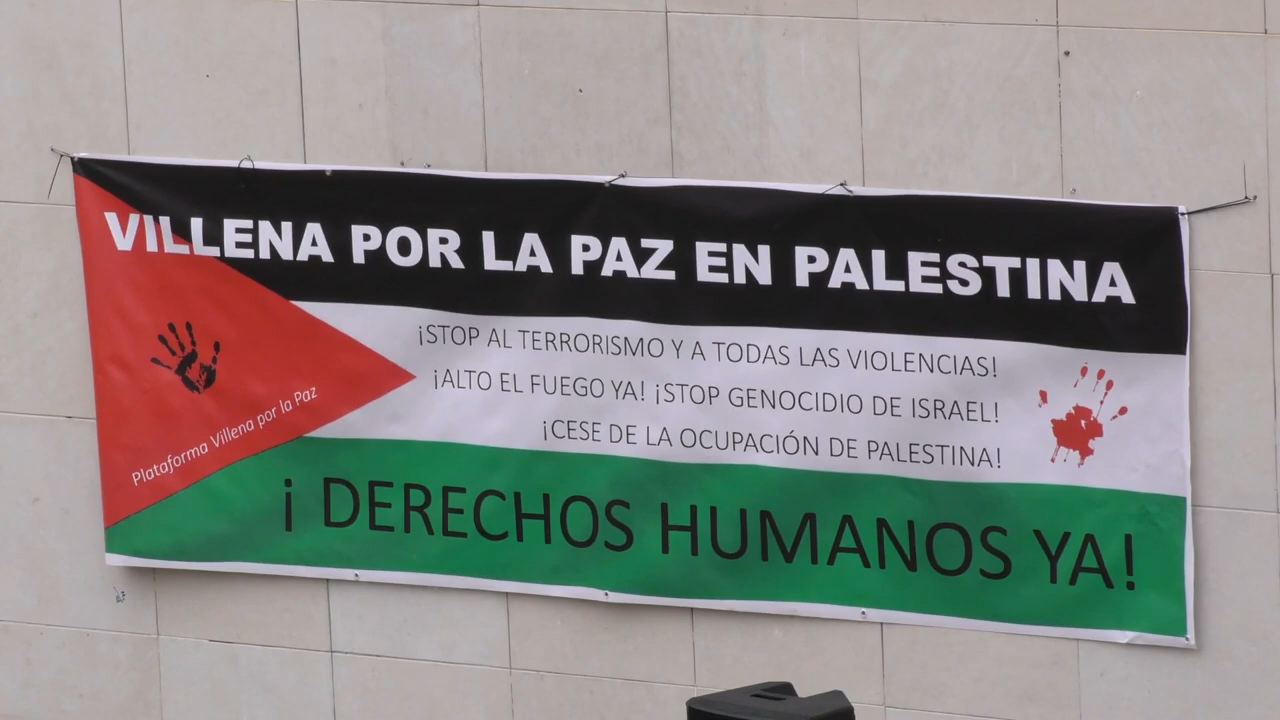 VILLENA POR LA PAZ EN PALESTINA
¡STOP AL TERRORISMO Y A TODAS LAS VIOLENCIAS!
¡ALTO EL FUEGO YA! ¡STOP GENOCIDIO DE ISRAEL!
¡CESE DE LA OCUPACIÓN DE PALESTINA!
Plataforma Villena por la Paz
¡ DERECHOS HUMANOS YA!